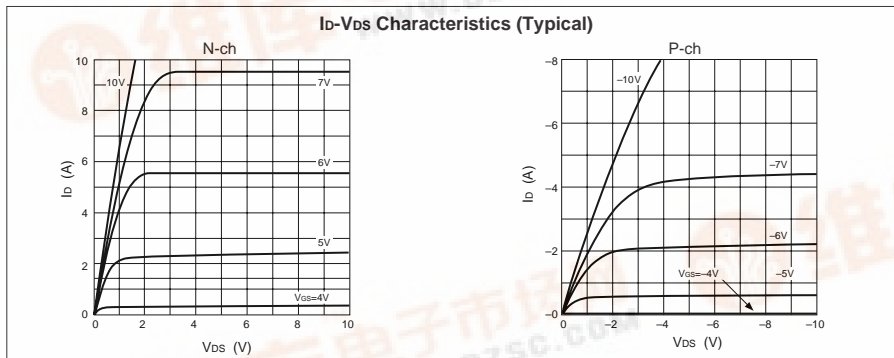 ID-VDS Characteristics (Typical)
N-ch
10
8
6
4
2
0
ID (A)
10V
7V
6V
5V
VGS=4V
0 2 4 6 8 10
VDS (V)
P-ch
–8
–6
–4
–2
–0
ID (A)
–10V
–7V
–6V
VGS=–4V
–5V
0 –2 –4 –6 –8 –10
VDS (V)